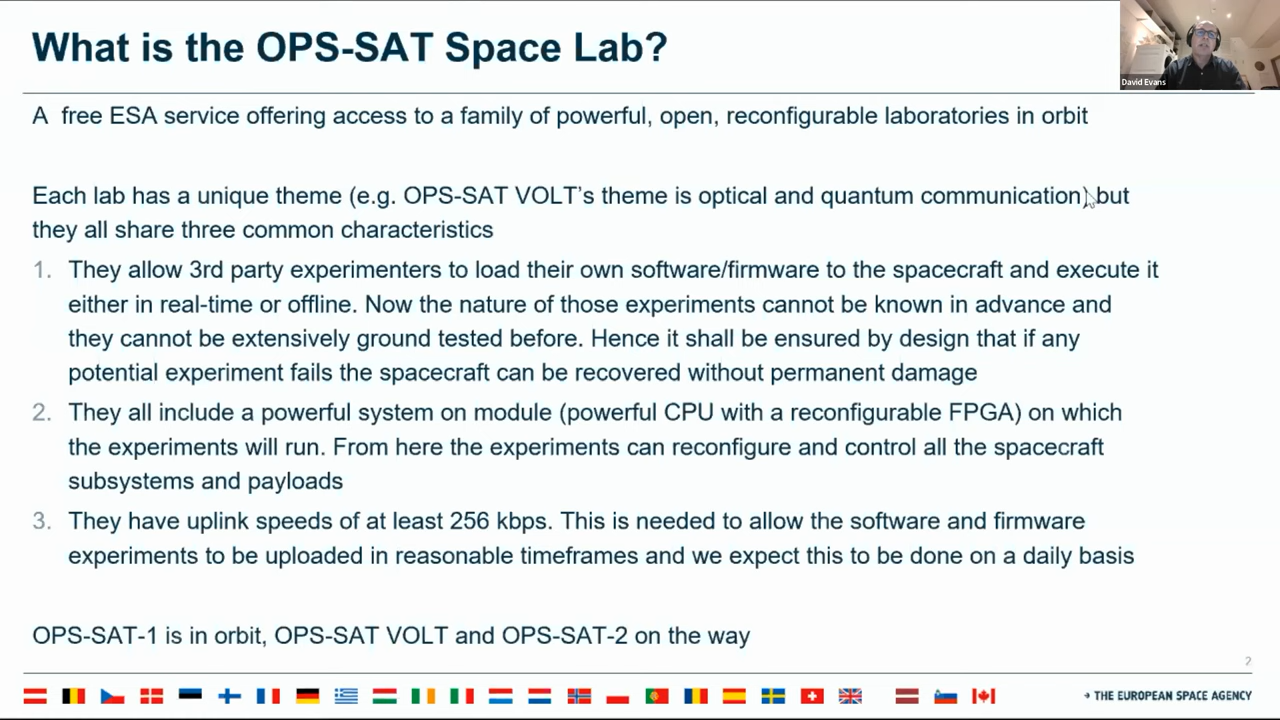 What is the OPS-SAT Space Lab?
David Evans
A free ESA service offering access to a family of powerful, open, reconfigurable laboratories in orbit
Each lab has a unique theme (e.g. OPS-SAT VOLT's theme is optical and quantum communication) but
they all share three common characteristics
1. They allow 3rd party experimenters to load their own software/firmware to the spacecraft and execute it
either in real-time or offline. Now the nature of those experiments cannot be known in advance and
they cannot be extensively ground tested before. Hence it shall be ensured by design that if any
potential experiment fails the spacecraft can be recovered without permanent damage
2. They all include a powerful system on module (powerful CPU with a reconfigurable FPGA) on which
the experiments will run. From here the experiments can reconfigure and control all the spacecraft
subsystems and payloads
3. They have uplink speeds of at least 256 kbps. This is needed to allow the software and firmware
experiments to be uploaded in reasonable timeframes and we expect this to be done on a daily basis
OPS-SAT-1 is in orbit, OPS-SAT VOLT and OPS-SAT-2 on the way
2
→ THE EUROPEAN SPACE AGENCY